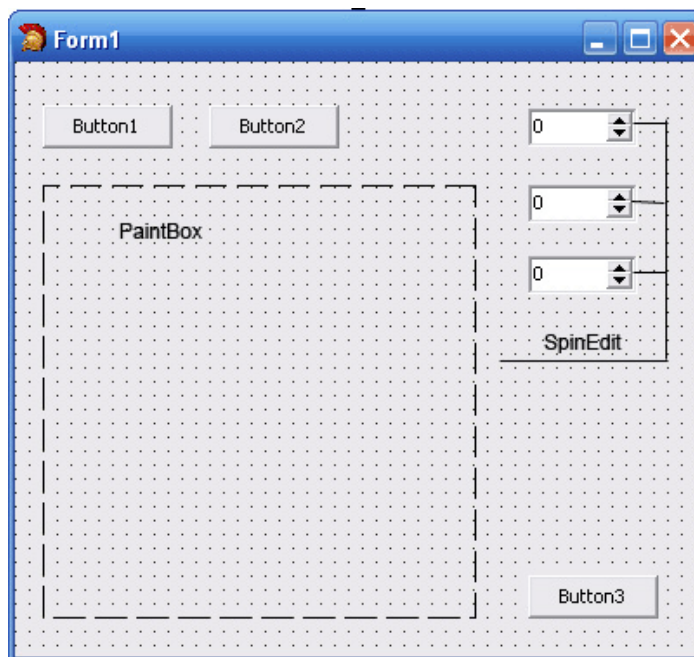 Form1
Button1 Button2 0
0
PaintBox
0
SpinEdit
Button3